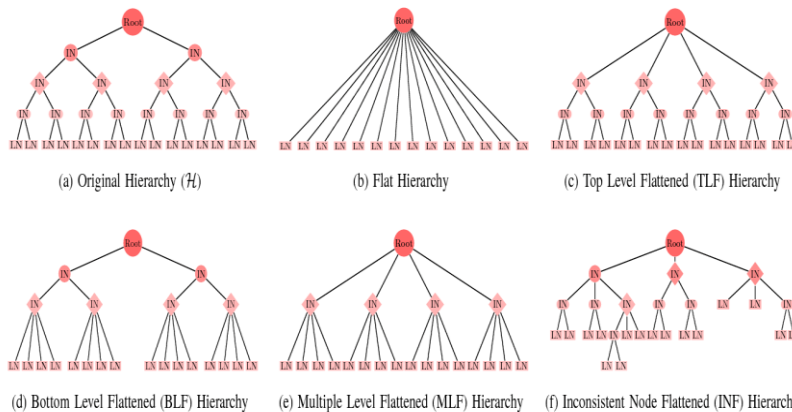 Root
IN IN
IN IN IN IN
IN IN IN IN IN IN IN IN
LN LN LN LN LN LN LN LN LN LN LN LN LN LN LN LN
(a) Original Hierarchy (ℋ)
Root
LN LN LN LN LN LN LN LN LN LN LN LN LN LN
(b) Flat Hierarchy
Root
IN IN IN IN
IN IN IN IN IN IN IN IN
LN LN LN LN LN LN LN LN LN LN LN LN LN LN LN LN
(c) Top Level Flattened (TLF) Hierarchy
Root
IN IN
IN IN IN IN
LN LN LN LN LN LN LN LN LN LN LN LN LN LN LN LN
(d) Bottom Level Flattened (BLF) Hierarchy
Root
IN IN IN IN
LN LN LN LN LN LN LN LN LN LN LN LN LN LN LN LN
(e) Multiple Level Flattened (MLF) Hierarchy
Root
IN IN IN
IN IN IN IN IN LN LN IN
LN LN LN LN IN LN LN LN LN LN LN LN
LN LN
(f) Inconsistent Node Flattened (INF) Hierarch